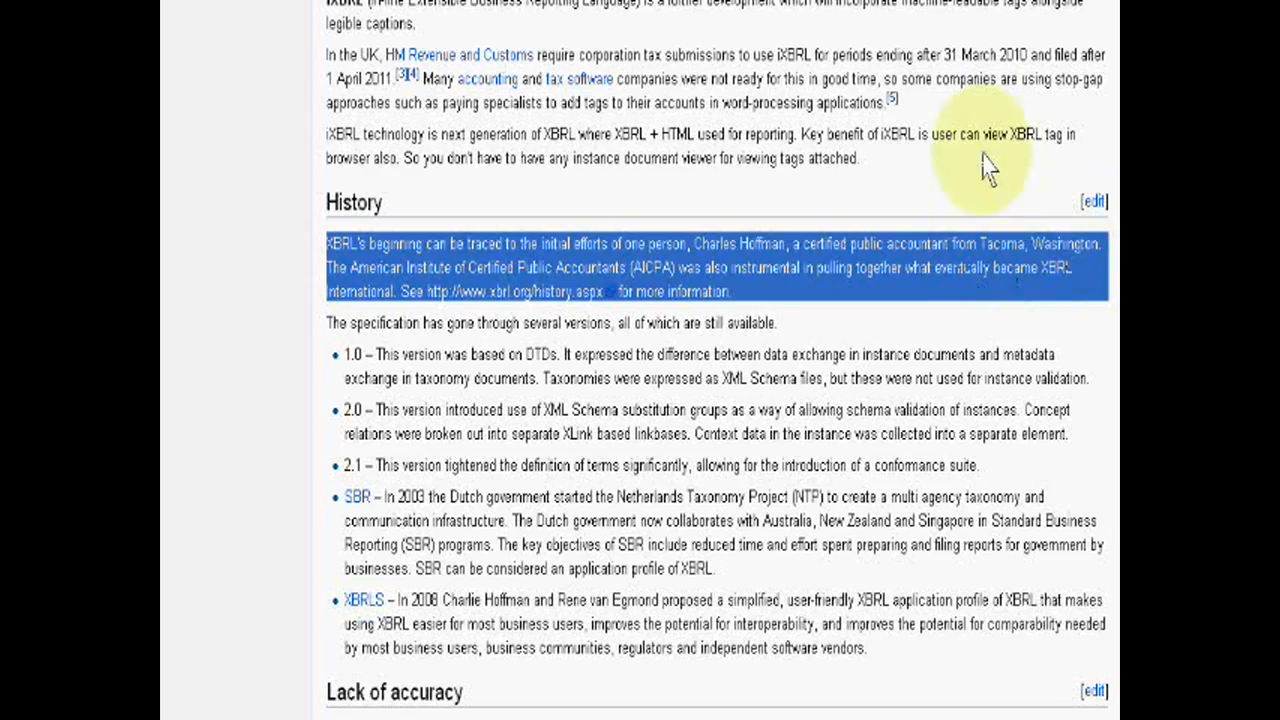 iXBRL (Inline Extensible Business Reporting Language) is a further development which will incorporate machine-readable tags alongside
legible captions.
In the UK, HM Revenue and Customs require corporation tax submissions to use iXBRL for periods ending after 31 March 2010 and filed after
1 April 2011.[3][4] Many accounting and tax software companies were not ready for this in good time, so some companies are using stop-gap
approaches such as paying specialists to add tags to their accounts in word-processing applications.[5]
iXBRL technology is next generation of XBRL where XBRL + HTML used for reporting. Key benefit of iXBRL is user can view XBRL tag in
browser also. So you don't have to have any instance document viewer for viewing tags attached.
History [edit]
XBRL's beginning can be traced to the initial efforts of one person, Charles Hoffman, a certified public accountant from Tacoma, Washington.
The American Institute of Certified Public Accountants (AICPA) was also instrumental in pulling together what eventually became XBRL
International. See http://www.xbrl.org/history.aspx for more information.
The specification has gone through several versions, all of which are still available.
• 1.0 – This version was based on DTDs. It expressed the difference between data exchange in instance documents and metadata
exchange in taxonomy documents. Taxonomies were expressed as XML Schema files, but these were not used for instance validation.
• 2.0 – This version introduced use of XML Schema substitution groups as a way of allowing schema validation of instances. Concept
relations were broken out into separate XLink based linkbases. Context data in the instance was collected into a separate element.
• 2.1 – This version tightened the definition of terms significantly, allowing for the introduction of a conformance suite.
• SBR – In 2003 the Dutch government started the Netherlands Taxonomy Project (NTP) to create a multi agency taxonomy and
communication infrastructure. The Dutch government now collaborates with Australia, New Zealand and Singapore in Standard Business
Reporting (SBR) programs. The key objectives of SBR include reduced time and effort spent preparing and filing reports for government by
businesses. SBR can be considered an application profile of XBRL.
• XBRLS – In 2008 Charlie Hoffman and Rene van Egmond proposed a simplified, user-friendly XBRL application profile of XBRL that makes
using XBRL easier for most business users, improves the potential for interoperability, and improves the potential for comparability needed
by most business users, business communities, regulators and independent software vendors.
Lack of accuracy [edit]